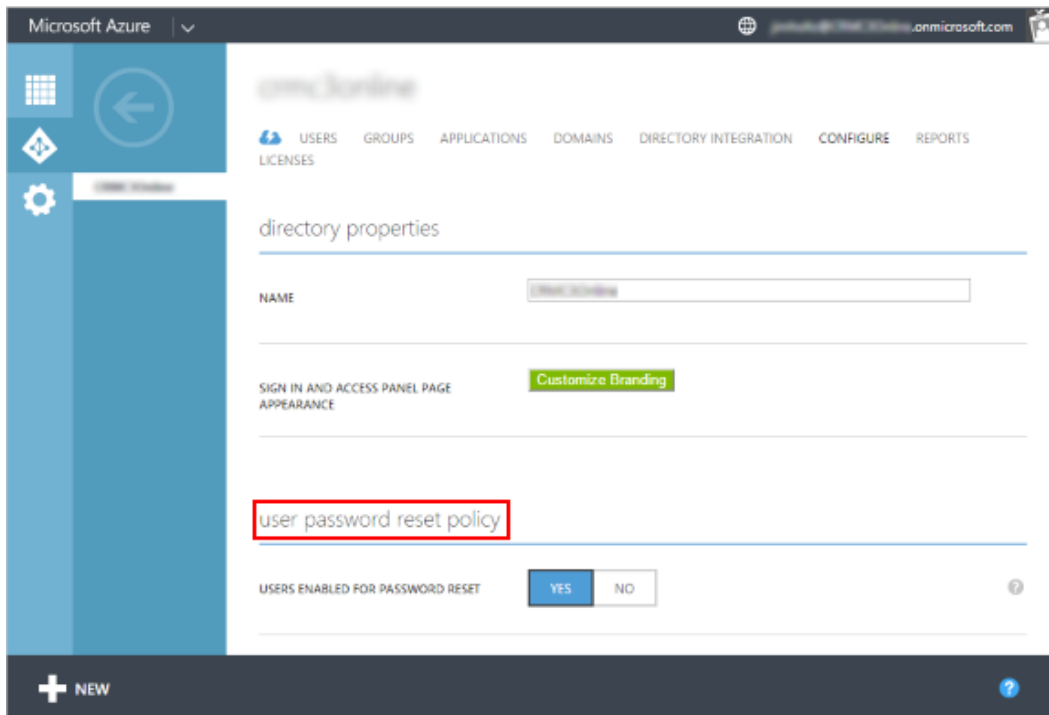 Microsoft Azure
.onmicrosoft.com
USERS GROUPS APPLICATIONS DOMAINS DIRECTORY INTEGRATION CONFIGURE REPORTS
LICENSES
directory properties
NAME
SIGN IN AND ACCESS PANEL PAGE
APPEARANCE
Customize Branding
user password reset policy
USERS ENABLED FOR PASSWORD RESET
YES NO
?
NEW
?